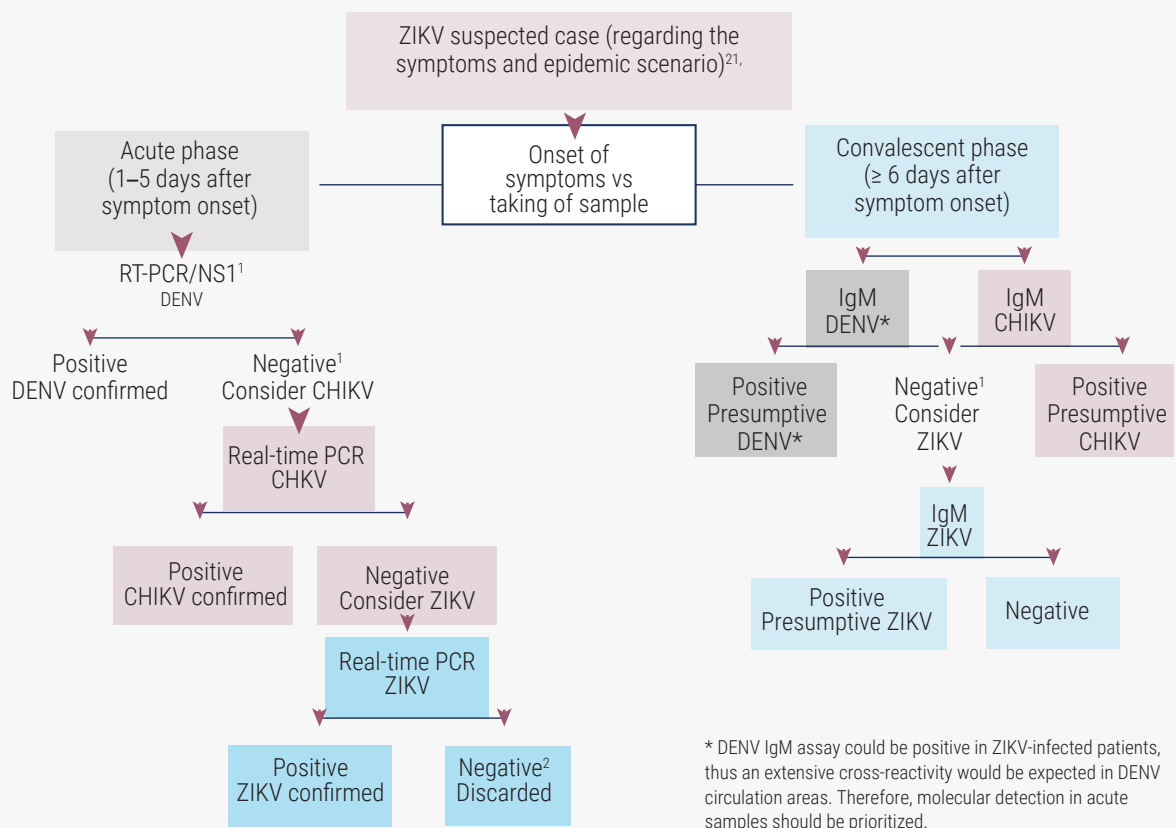 ZIKV suspected case (regarding the
symptoms and epidemic scenario)21,
Acute phase
(1–5 days after
symptom onset)
Onset of
symptoms vs
taking of sample
Convalescent phase
(≥ 6 days after
symptom onset)
RT-PCR/NS1¹
DENV
IgM
DENV*
IgM
CHIKV
Positive
DENV confirmed
Negative¹
Consider CHIKV
Positive
Presumptive
DENV*
Negative¹
Consider
ZIKV
Positive
Presumptive
CHIKV
Real-time PCR
CHKV
IgM
ZIKV
Positive
CHIKV confirmed
Negative
Consider ZIKV
Positive
Presumptive ZIKV
Negative
Real-time PCR
ZIKV
Positive
ZIKV confirmed
Negative²
Discarded
* DENV IgM assay could be positive in ZIKV-infected patients,
thus an extensive cross-reactivity would be expected in DENV
circulation areas. Therefore, molecular detection in acute
samples should be prioritized.